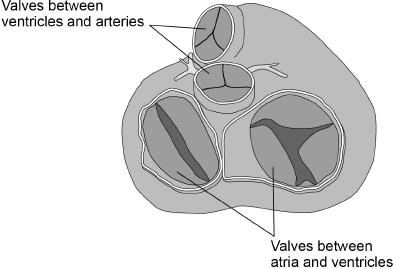 Valves between
ventricles and arteries
Valves between
atria and ventricles